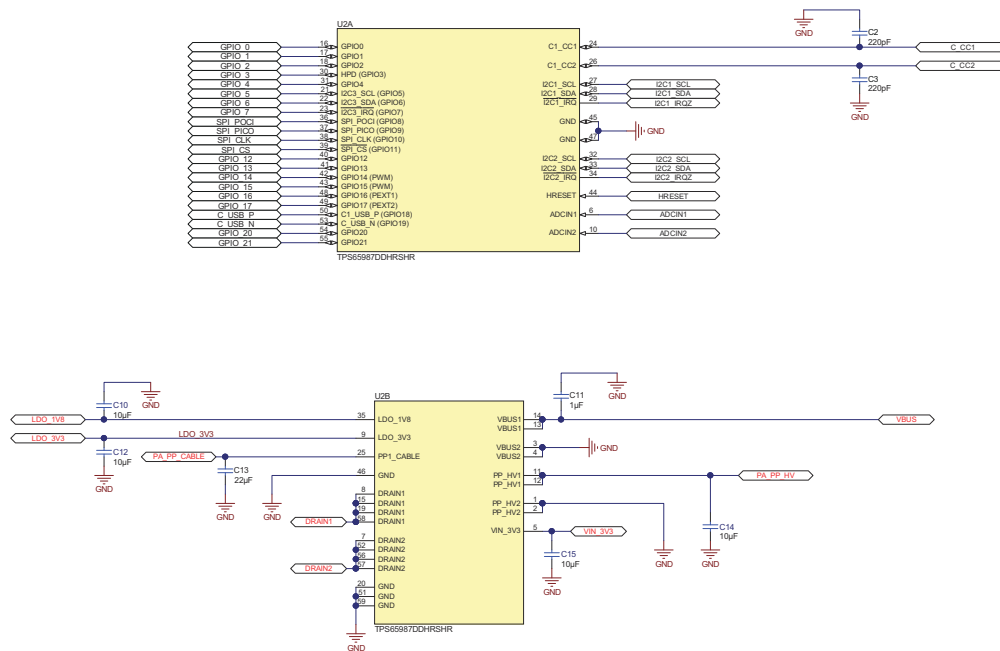 U2A
GND
C2
220pF
GPIO_0 16 GPIO0 C1_CC1 24 C_CC1
GPIO_1 17 GPIO1
GPIO_2 18 GPIO2 C1_CC2 26 C_CC2
GPIO_3 30 HPD (GPIO3)
C3
220pF
GPIO_4 31 GPIO4 I2C1_SCL 27 I2C1_SCL
GPIO_5 21 I2C3_SCL (GPIO5) I2C1_SDA 28 I2C1_SDA
GPIO_6 22 I2C3_SDA (GPIO6) I2C1_IRQ 29 I2C1_IRQZ
GPIO_7 23 I2C3_IRQ (GPIO7)
GND
SPI_POCI 36 SPI_POCI (GPIO8) GND 45
SPI_PICO 37 SPI_PICO (GPIO9) GND
SPI_CLK 38 SPI_CLK (GPIO10) GND 47
SPI_CS 39 SPI_CS (GPIO11)
GPIO_12 40 GPIO12 I2C2_SCL 32 I2C2_SCL
GPIO_13 41 GPIO13 I2C2_SDA 33 I2C2_SDA
GPIO_14 42 GPIO14 (PWM) I2C2_IRQ 34 I2C2_IRQZ
GPIO_15 43 GPIO15 (PWM)
GPIO_16 48 GPIO16 (PEXT1) HRESET 44 HRESET
GPIO_17 49 GPIO17 (PEXT2)
C_USB_P 50 C1_USB_P (GPIO18) ADCIN1 6 ADCIN1
C_USB_N 53 C_USB_N (GPIO19)
GPIO_20 54 GPIO20 ADCIN2 10 ADCIN2
GPIO_21 55 GPIO21
TPS65987DDHRSHR
U2B
C10
10µF
GND
C11
1µF
GND
LDO_1V8 35 LDO_1V8 VBUS1 14 VBUS
VBUS1 13
LDO_3V3 LDO_3V3 9 LDO_3V3
C12
10µF
GND
VBUS2 3 GND
PA_PP_CABLE 25 PP1_CABLE VBUS2 4
C13
22µF
GND
GND
46 GND PP_HV1 11 PA_PP_HV
PP_HV1 12
8 DRAIN1
15 DRAIN1 PP_HV2 1
19 DRAIN1 PP_HV2 2
DRAIN1 58 DRAIN1
VIN_3V3 5 VIN_3V3
C14
10µF
GND
GND
7 DRAIN2
52 DRAIN2
56 DRAIN2
DRAIN2 57 DRAIN2
C15
10µF
GND
20 GND
51 GND
59 GND
TPS65987DDHRSHR
GND